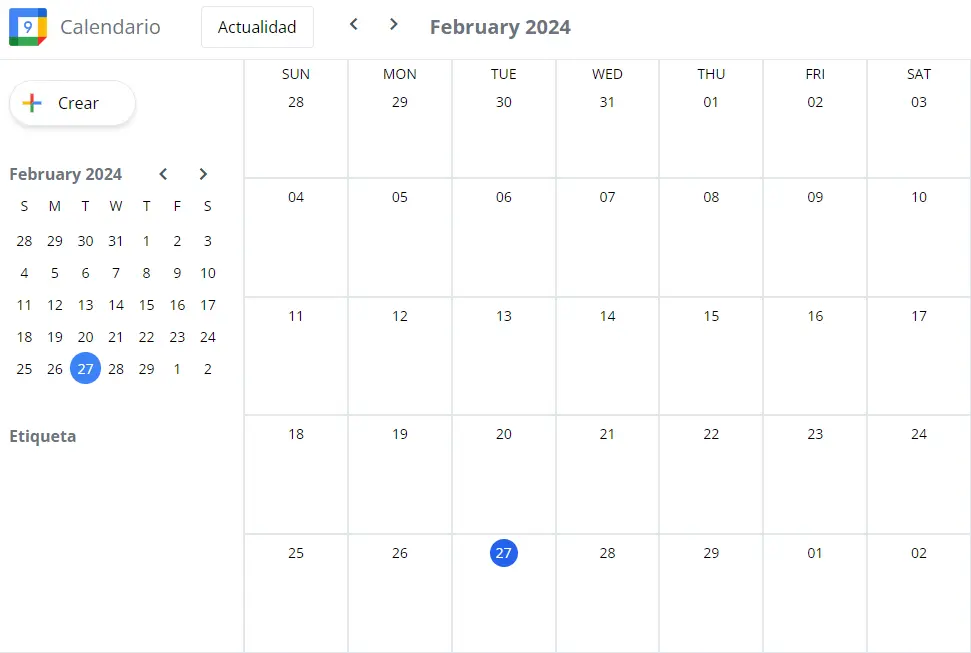 9 Calendario Actualidad February 2024
Crear
February 2024
S M T W T F S
28 29 30 31 1 2 3
4 5 6 7 8 9 10
11 12 13 14 15 16 17
18 19 20 21 22 23 24
25 26 27 28 29 1 2
Etiqueta
SUN MON TUE WED THU FRI SAT
28 29 30 31 01 02 03
04 05 06 07 08 09 10
11 12 13 14 15 16 17
18 19 20 21 22 23 24
25 26 27 28 29 01 02